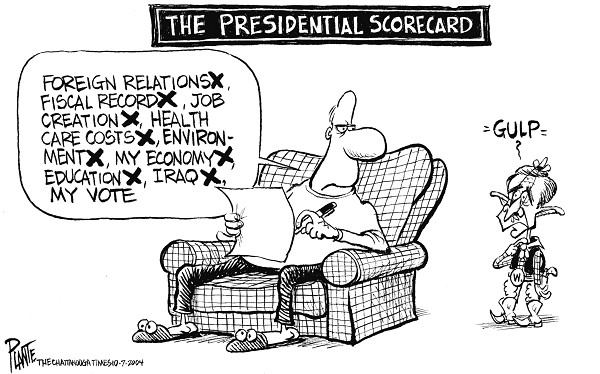 THE PRESIDENTIAL SCORECARD
FOREIGN RELATIONS✗,
FISCAL RECORD✗, JOB
CREATION✗, HEALTH
CARE COSTS✗, ENVIRON-
MENT✗, MY ECONOMY✗,
EDUCATION✗, IRAQ✗,
MY VOTE
=GULP=
W
PLANTE
THE CHATTANOOGA TIMES 10-7-2004